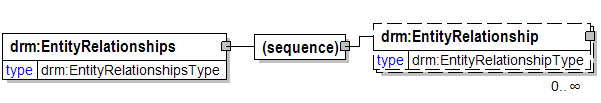 drm:EntityRelationships
type drm:EntityRelationshipsType
(sequence)
drm:EntityRelationship
type drm:EntityRelationshipType
0.. ∞